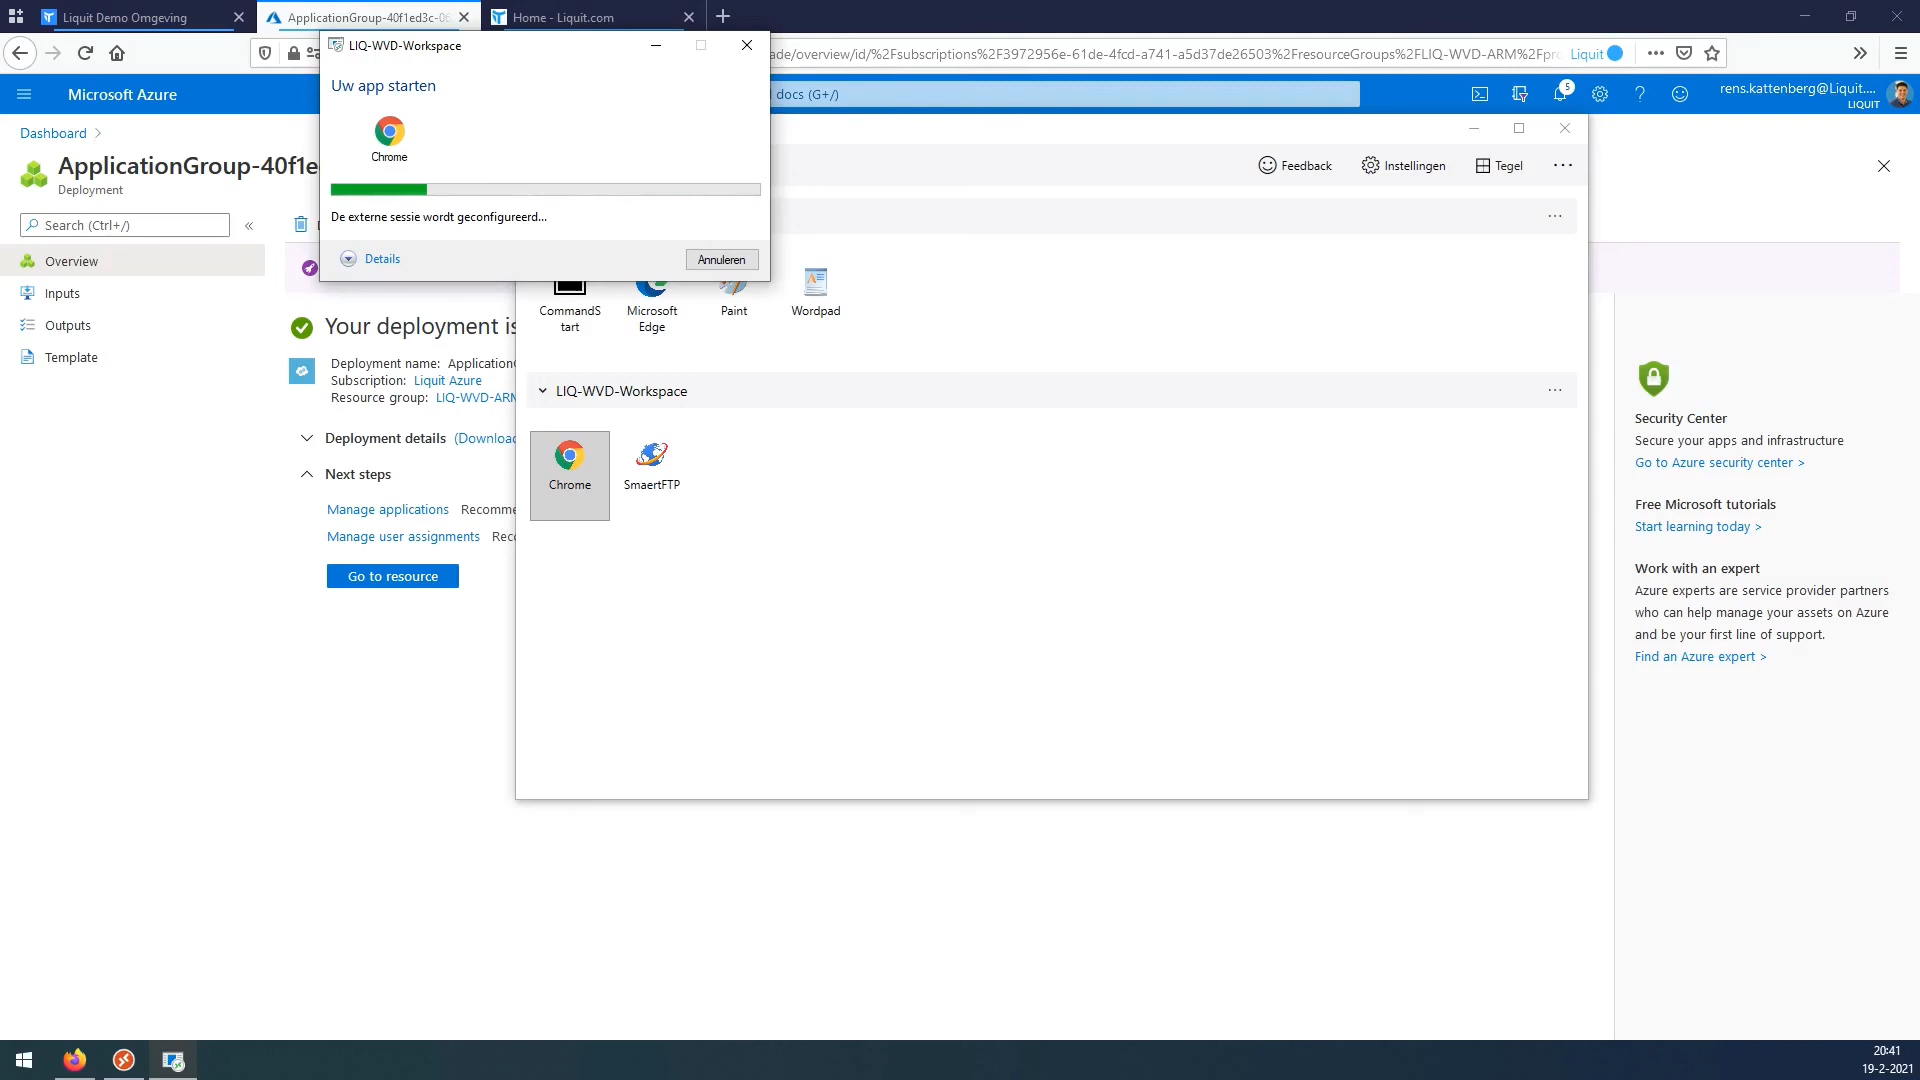 Liquit Demo Omgeving
ApplicationGroup-40f1ed3c-06
Home - Liquit.com
ade/overview/id/%2Fsubscriptions%2F3972956e-61de-4fcd-a741-a5d37de26503%2FresourceGroups%2FLIQ-WVD-ARM%2Fpro
Liquit
Microsoft Azure
docs (G+/)
5
rens.kattenberg@Liquit....
LIQUIT
LIQ-WVD-Workspace
Uw app starten
Chrome
De externe sessie wordt geconfigureerd...
Details
Annuleren
Dashboard
ApplicationGroup-40f1e
Deployment
Search (Ctrl+/)
Overview
Inputs
Outputs
Template
Your deployment is
Deployment name: Application
Subscription: Liquit Azure
Resource group: LIQ-WVD-ARM
Deployment details (Downloa
Next steps
Manage applications Recomme
Manage user assignments Reco
Go to resource
Feedback
Instellingen
Tegel
CommandS
tart
Microsoft
Edge
Paint
Wordpad
LIQ-WVD-Workspace
Chrome
SmaertFTP
Security Center
Secure your apps and infrastructure
Go to Azure security center >
Free Microsoft tutorials
Start learning today >
Work with an expert
Azure experts are service provider partners
who can help manage your assets on Azure
and be your first line of support.
Find an Azure expert >
20:41
19-2-2021